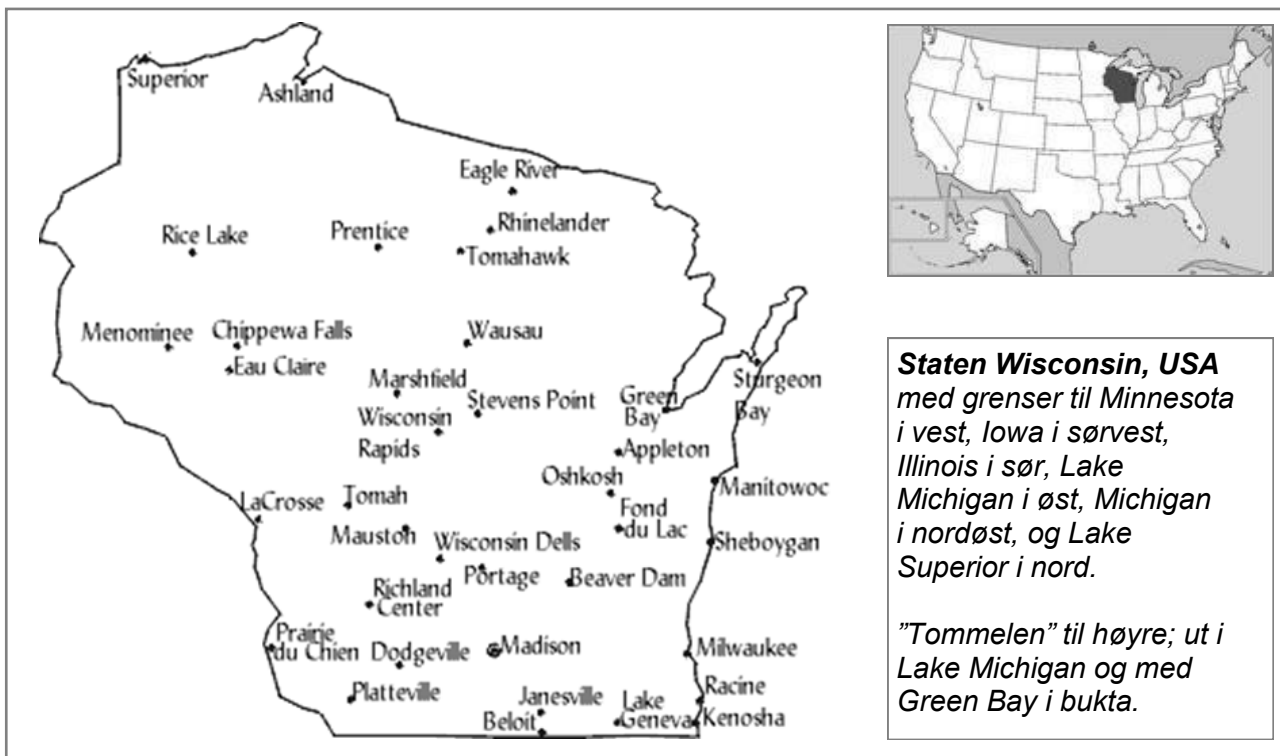 Superior
Ashland
Eagle River
Rhinelander
Prentice
Rice Lake
Tomahawk
Menominee
Chippewa Falls
Wausau
Eau Claire
Marshfield
Stevens Point
Green
Bay
Sturgeon
Bay
Wisconsin
Rapids
Appleton
Oshkosh
Manitowoc
LaCrosse
Tomah
Fond
du Lac
Mauston
Wisconsin Dells
Sheboygan
Portage
Beaver Dam
Richland
Center
Prairie
du Chien
Dodgeville
Madison
Milwaukee
Platteville
Janesville
Lake
Geneva
Racine
Beloit
Kenosha
Staten Wisconsin, USA
med grenser til Minnesota
i vest, Iowa i sørvest,
Illinois i sør, Lake
Michigan i øst, Michigan
i nordøst, og Lake
Superior i nord.
”Tommelen” til høyre; ut i
Lake Michigan og med
Green Bay i bukta.